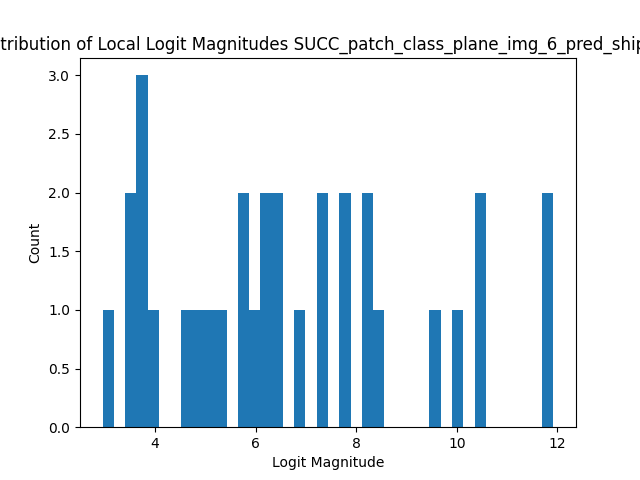 tribution of Local Logit Magnitudes SUCC_patch_class_plane_img_6_pred_ship
3.0
2.5
2.0
1.5
1.0
0.5
0.0
Count
4 6 8 10 12
Logit Magnitude